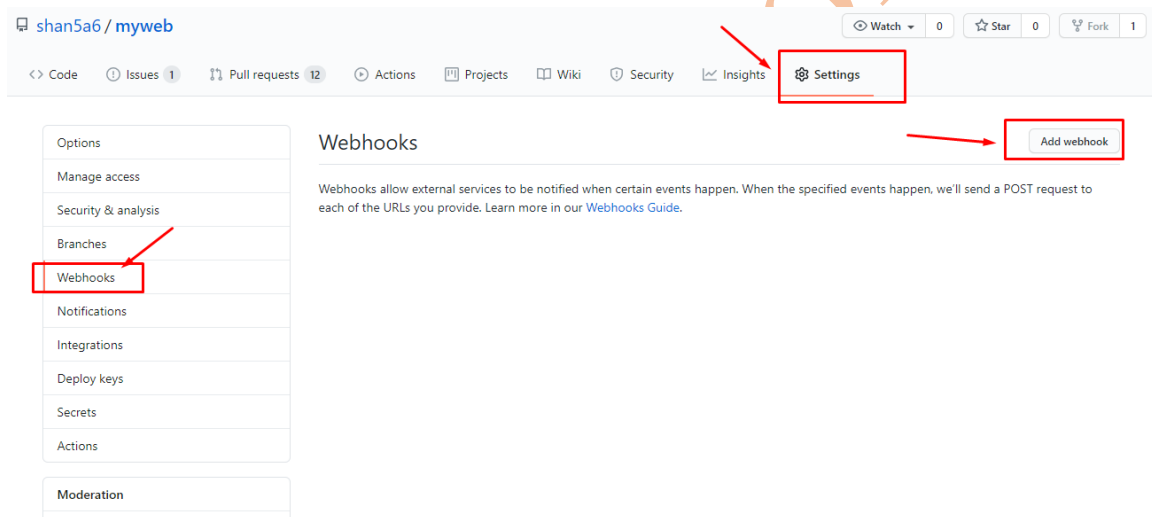 shan5a6 / myweb
Watch 0 Star 0 Fork 1
Code Issues 1 Pull requests 12 Actions Projects Wiki Security Insights Settings
Options
Manage access
Security & analysis
Branches
Webhooks
Notifications
Integrations
Deploy keys
Secrets
Actions
Moderation
Webhooks
Add webhook
Webhooks allow external services to be notified when certain events happen. When the specified events happen, we'll send a POST request to
each of the URLs you provide. Learn more in our Webhooks Guide.